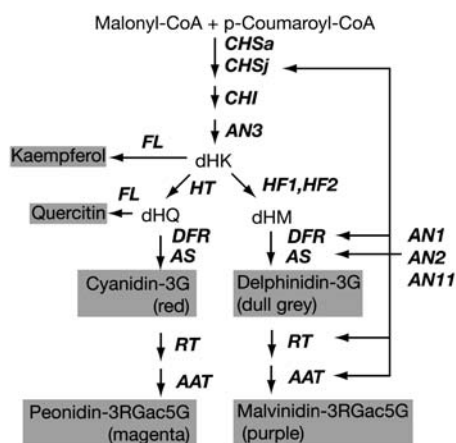 Malonyl-CoA + p-Coumaroyl-CoA
CHSa
CHSj
CHI
AN3
FL
Kaempferol
dHK
HT
HF1,HF2
FL
Quercitin
dHQ
dHM
DFR
AS
DFR
AS
AN1
AN2
AN11
Cyanidin-3G
(red)
Delphinidin-3G
(dull grey)
RT
RT
AAT
AAT
Peonidin-3RGac5G
(magenta)
Malvinidin-3RGac5G
(purple)